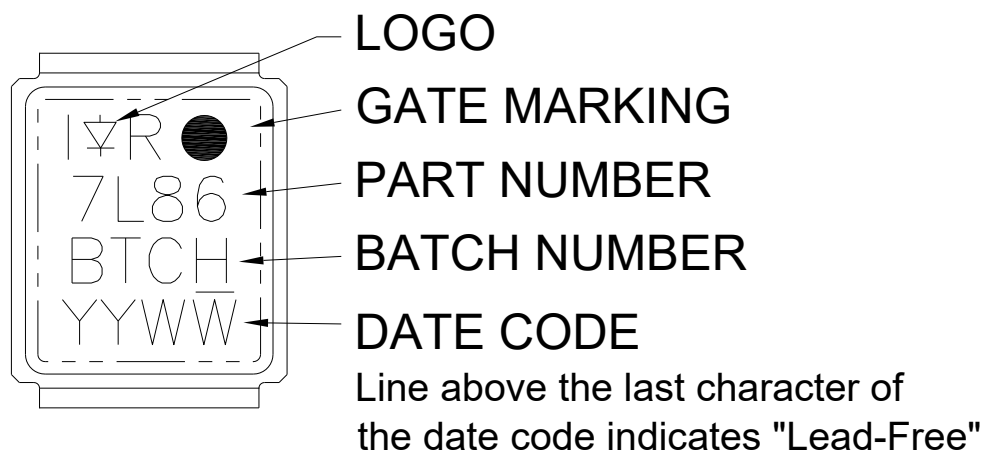 LOGO
I R
GATE MARKING
7L86
PART NUMBER
BTCH
BATCH NUMBER
YYWW
DATE CODE
Line above the last character of
the date code indicates "Lead-Free"